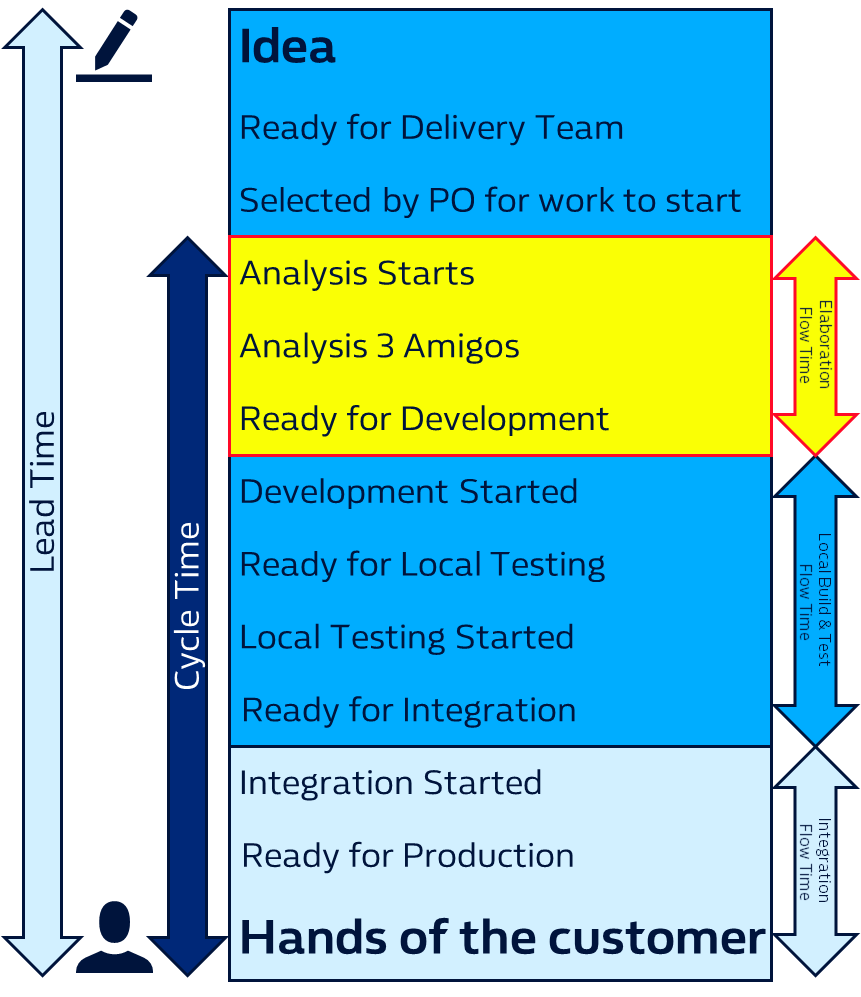 Idea
Ready for Delivery Team
Selected by PO for work to start
Analysis Starts
Analysis 3 Amigos
Ready for Development
Development Started
Ready for Local Testing
Local Testing Started
Ready for Integration
Integration Started
Ready for Production
Hands of the customer
Lead Time
Cycle Time
Elaboration
Flow Time
Local Build & Test
Flow Time
Integration
Flow Time